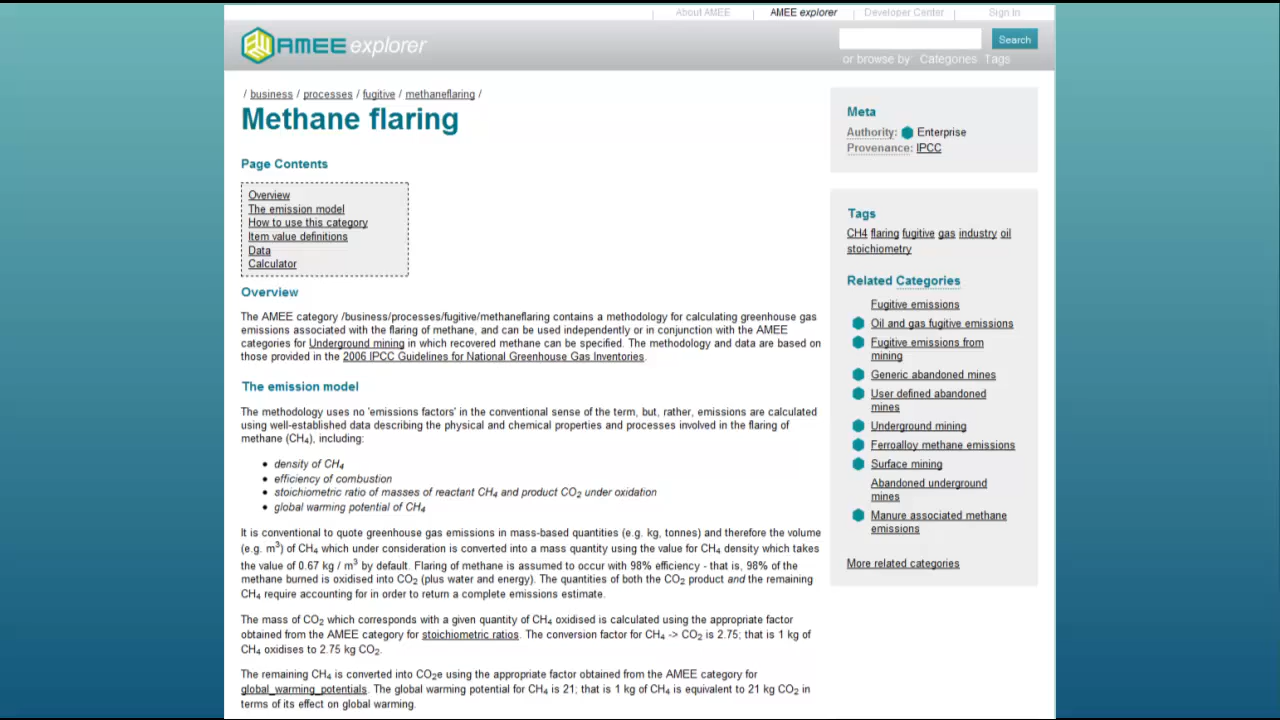 About AMEE
AMEE explorer
Developer Center
Sign In
AMEE explorer
Search
or browse by: Categories Tags
/ business / processes / fugitive / methaneflaring /
Methane flaring
Page Contents
Overview
The emission model
How to use this category
Item value definitions
Data
Calculator
Overview
The AMEE category /business/processes/fugitive/methaneflaring contains a methodology for calculating greenhouse gas
emissions associated with the flaring of methane, and can be used independently or in conjunction with the AMEE
categories for Underground mining in which recovered methane can be specified. The methodology and data are based on
those provided in the 2006 IPCC Guidelines for National Greenhouse Gas Inventories.
The emission model
The methodology uses no 'emissions factors' in the conventional sense of the term, but, rather, emissions are calculated
using well-established data describing the physical and chemical properties and processes involved in the flaring of
methane (CH4), including:
• density of CH4
• efficiency of combustion
• stoichiometric ratio of masses of reactant CH4 and product CO2 under oxidation
• global warming potential of CH4
It is conventional to quote greenhouse gas emissions in mass-based quantities (e.g. kg, tonnes) and therefore the volume
(e.g. m3) of CH4 which under consideration is converted into a mass quantity using the value for CH4 density which takes
the value of 0.67 kg / m3 by default. Flaring of methane is assumed to occur with 98% efficiency - that is, 98% of the
methane burned is oxidised into CO2 (plus water and energy). The quantities of both the CO2 product and the remaining
CH4 require accounting for in order to return a complete emissions estimate.
The mass of CO2 which corresponds with a given quantity of CH4 oxidised is calculated using the appropriate factor
obtained from the AMEE category for stoichiometric ratios. The conversion factor for CH4 -> CO2 is 2.75; that is 1 kg of
CH4 oxidises to 2.75 kg CO2.
The remaining CH4 is converted into CO2e using the appropriate factor obtained from the AMEE category for
global_warming_potentials. The global warming potential for CH4 is 21; that is 1 kg of CH4 is equivalent to 21 kg CO2 in
terms of its effect on global warming.
Meta
Authority: Enterprise
Provenance: IPCC
Tags
CH4 flaring fugitive gas industry oil
stoichiometry
Related Categories
Fugitive emissions
Oil and gas fugitive emissions
Fugitive emissions from
mining
Generic abandoned mines
User defined abandoned
mines
Underground mining
Ferroalloy methane emissions
Surface mining
Abandoned underground
mines
Manure associated methane
emissions
More related categories